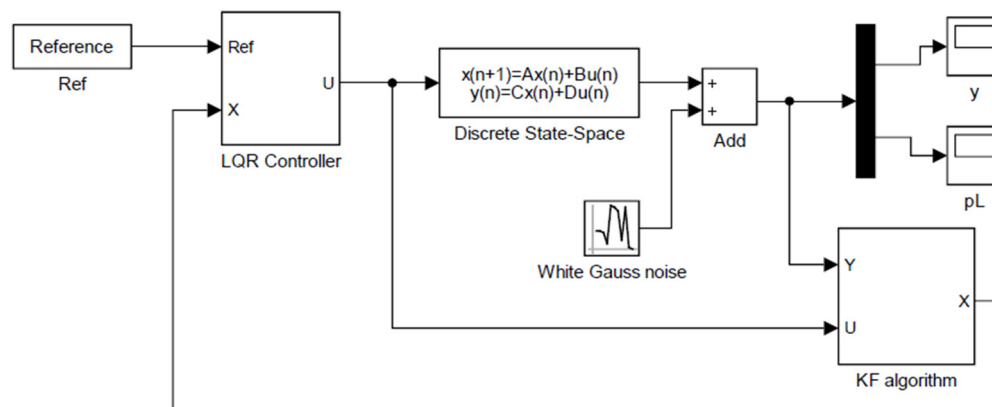 Reference
Ref
Ref
X
U
LQR Controller
x(n+1)=Ax(n)+Bu(n)
y(n)=Cx(n)+Du(n)
Discrete State-Space
+
+
Add
White Gauss noise
y
pL
Y
U
X
KF algorithm